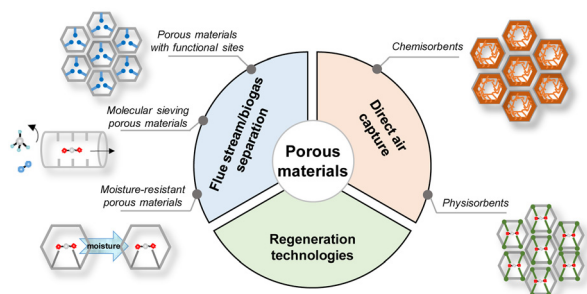 Porous materials
with functional sites
Chemisorbents
Molecular sieving
porous materials
Flue stream/biogas
separation
Direct air
capture
Porous
materials
Moisture-resistant
porous materials
Physisorbents
moisture
Regeneration
technologies